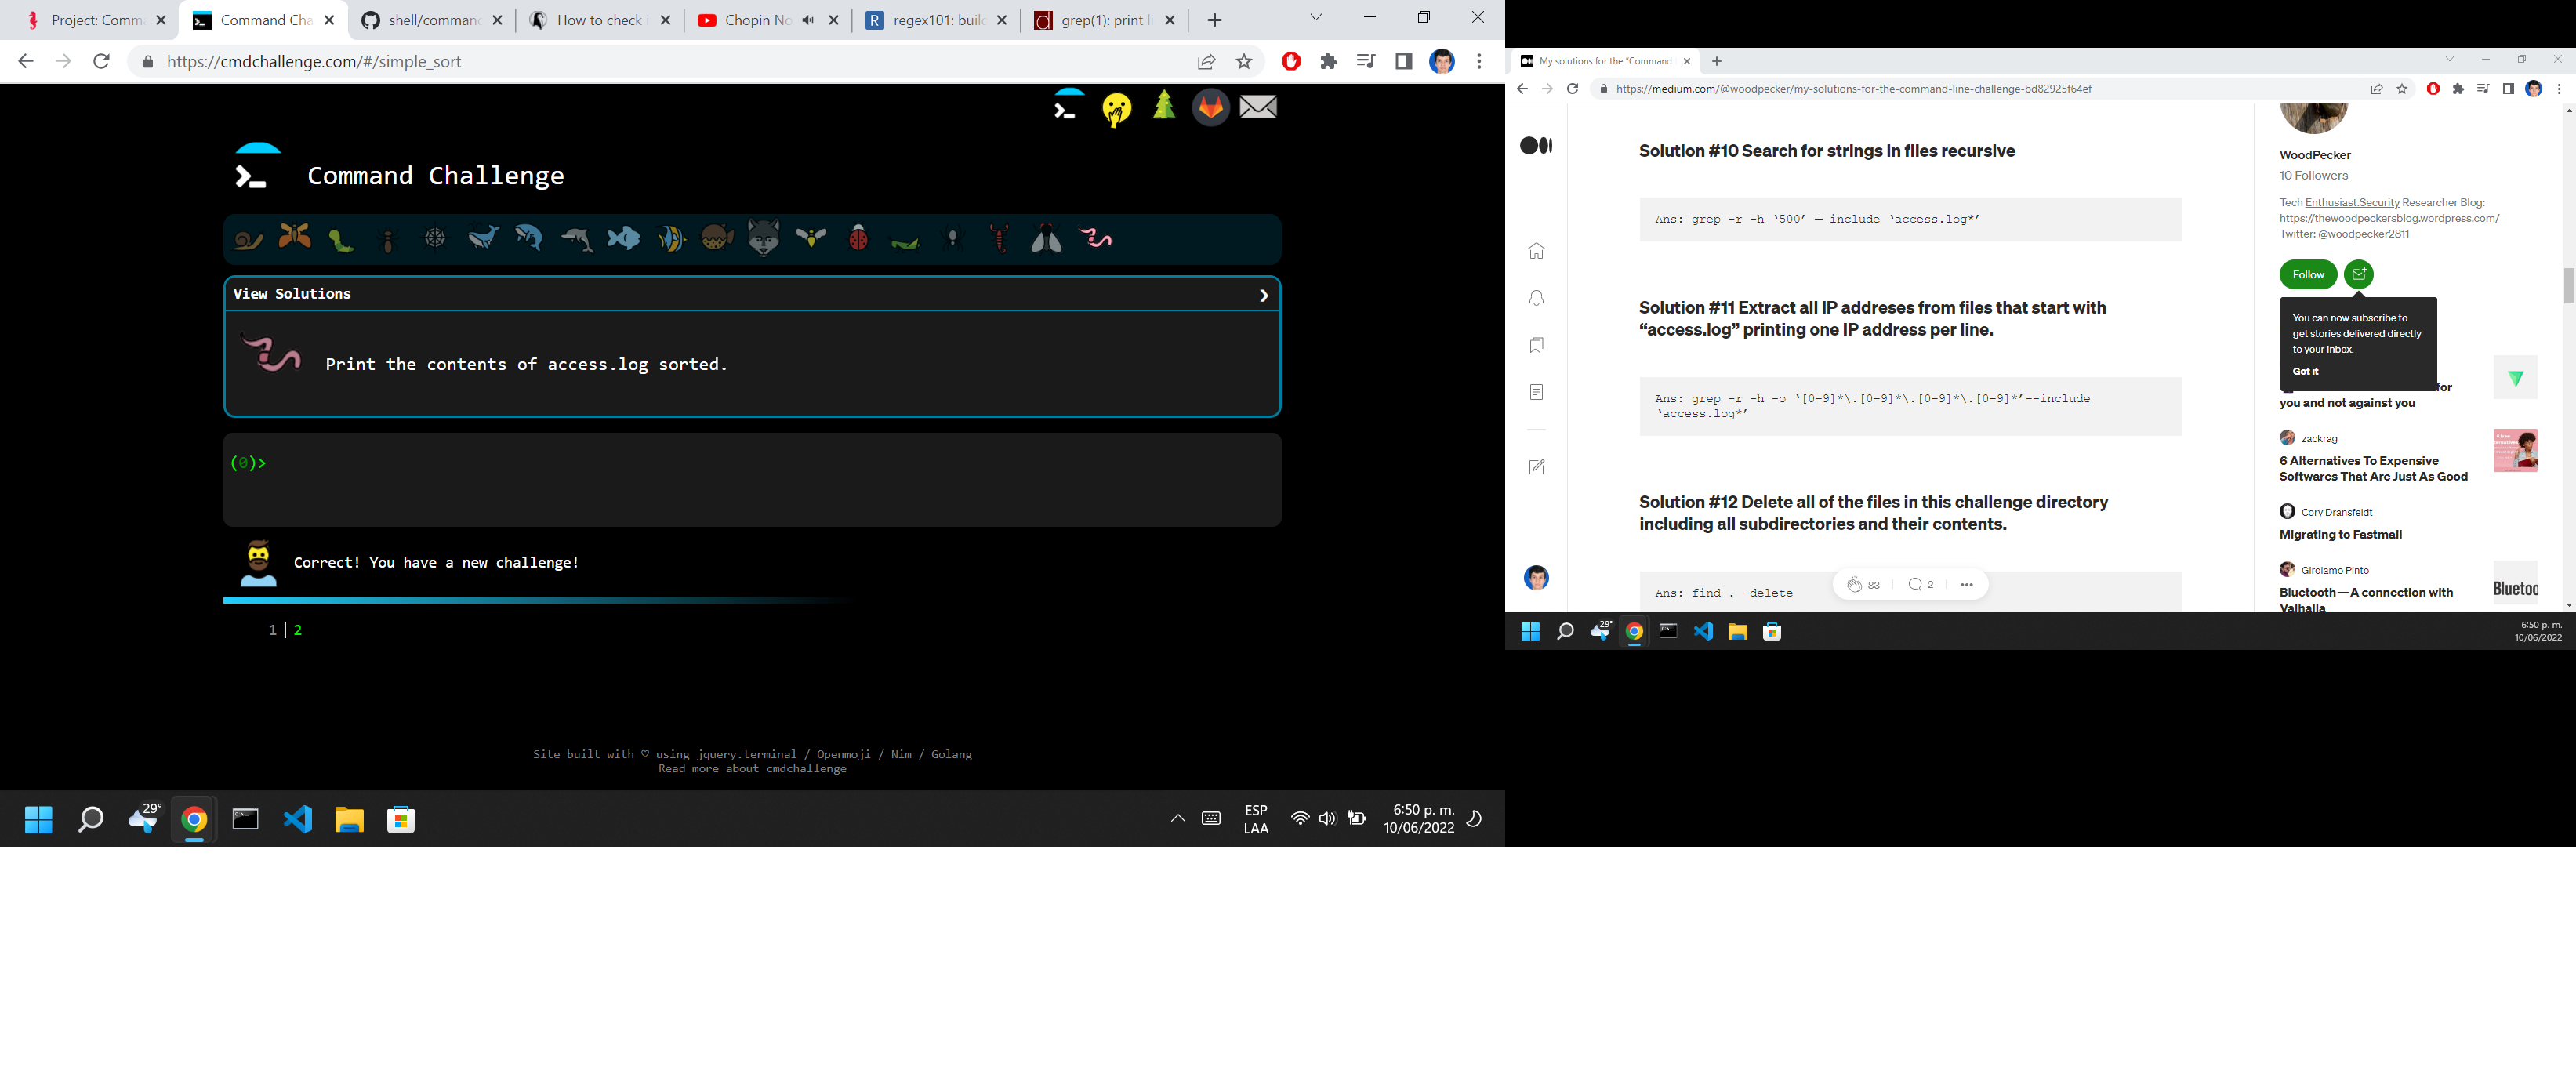 Project: Comm
Command Cha
shell/command
How to check i
Chopin No
regex101: build
grep(1): print li
https://cmdchallenge.com/#/simple_sort
Command Challenge
View Solutions
Print the contents of access.log sorted.
(0)>
Correct! You have a new challenge!
1 | 2
Site built with ♡ using jquery.terminal / Openmoji / Nim / Golang
Read more about cmdchallenge
29°
ESP
LAA
6:50 p. m.
10/06/2022
My solutions for the "Command
https://medium.com/@woodpecker/my-solutions-for-the-command-line-challenge-bd82925f64ef
Solution #10 Search for strings in files recursive
Ans: grep -r -h ‘500’ — include ‘access.log*’
Solution #11 Extract all IP addreses from files that start with
“access.log” printing one IP address per line.
Ans: grep -r -h -o ‘[0-9]*\.[0-9]*\.[0-9]*\.[0-9]*’--include
‘access.log*’
Solution #12 Delete all of the files in this challenge directory
including all subdirectories and their contents.
Ans: find . -delete
83
2
WoodPecker
10 Followers
Tech Enthusiast.Security Researcher Blog:
https://thewoodpeckersblog.wordpress.com/
Twitter: @woodpecker2811
Follow
You can now subscribe to
get stories delivered directly
to your inbox.
Got it
for
you and not against you
zackrag
6 Alternatives To Expensive
Softwares That Are Just As Good
Cory Dransfeldt
Migrating to Fastmail
Girolamo Pinto
Bluetooth — A connection with
Valhalla
Bluetoo
29°
6:50 p. m.
10/06/2022